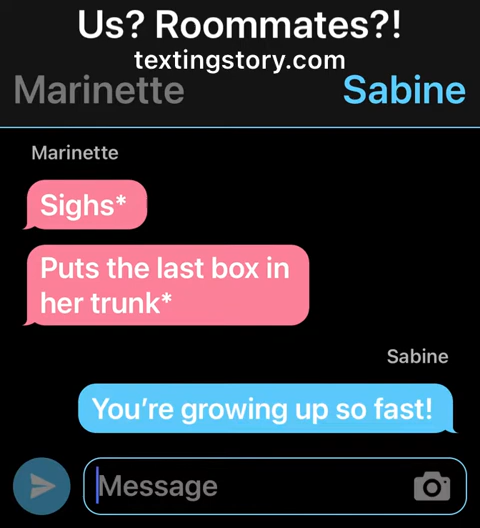 Us? Roommates?!
textingstory.com
Marinette
Sabine
Marinette
Sighs*
Puts the last box in
her trunk*
Sabine
You’re growing up so fast!
Message